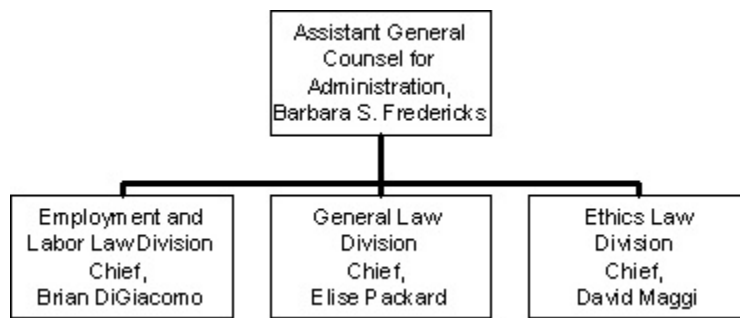 Assistant General
Counsel for
Administration,
Barbara S. Fredericks
Employment and
Labor Law Division
Chief,
Brian DiGiacomo
General Law
Division
Chief,
Elise Packard
Ethics Law
Division
Chief,
David Maggi